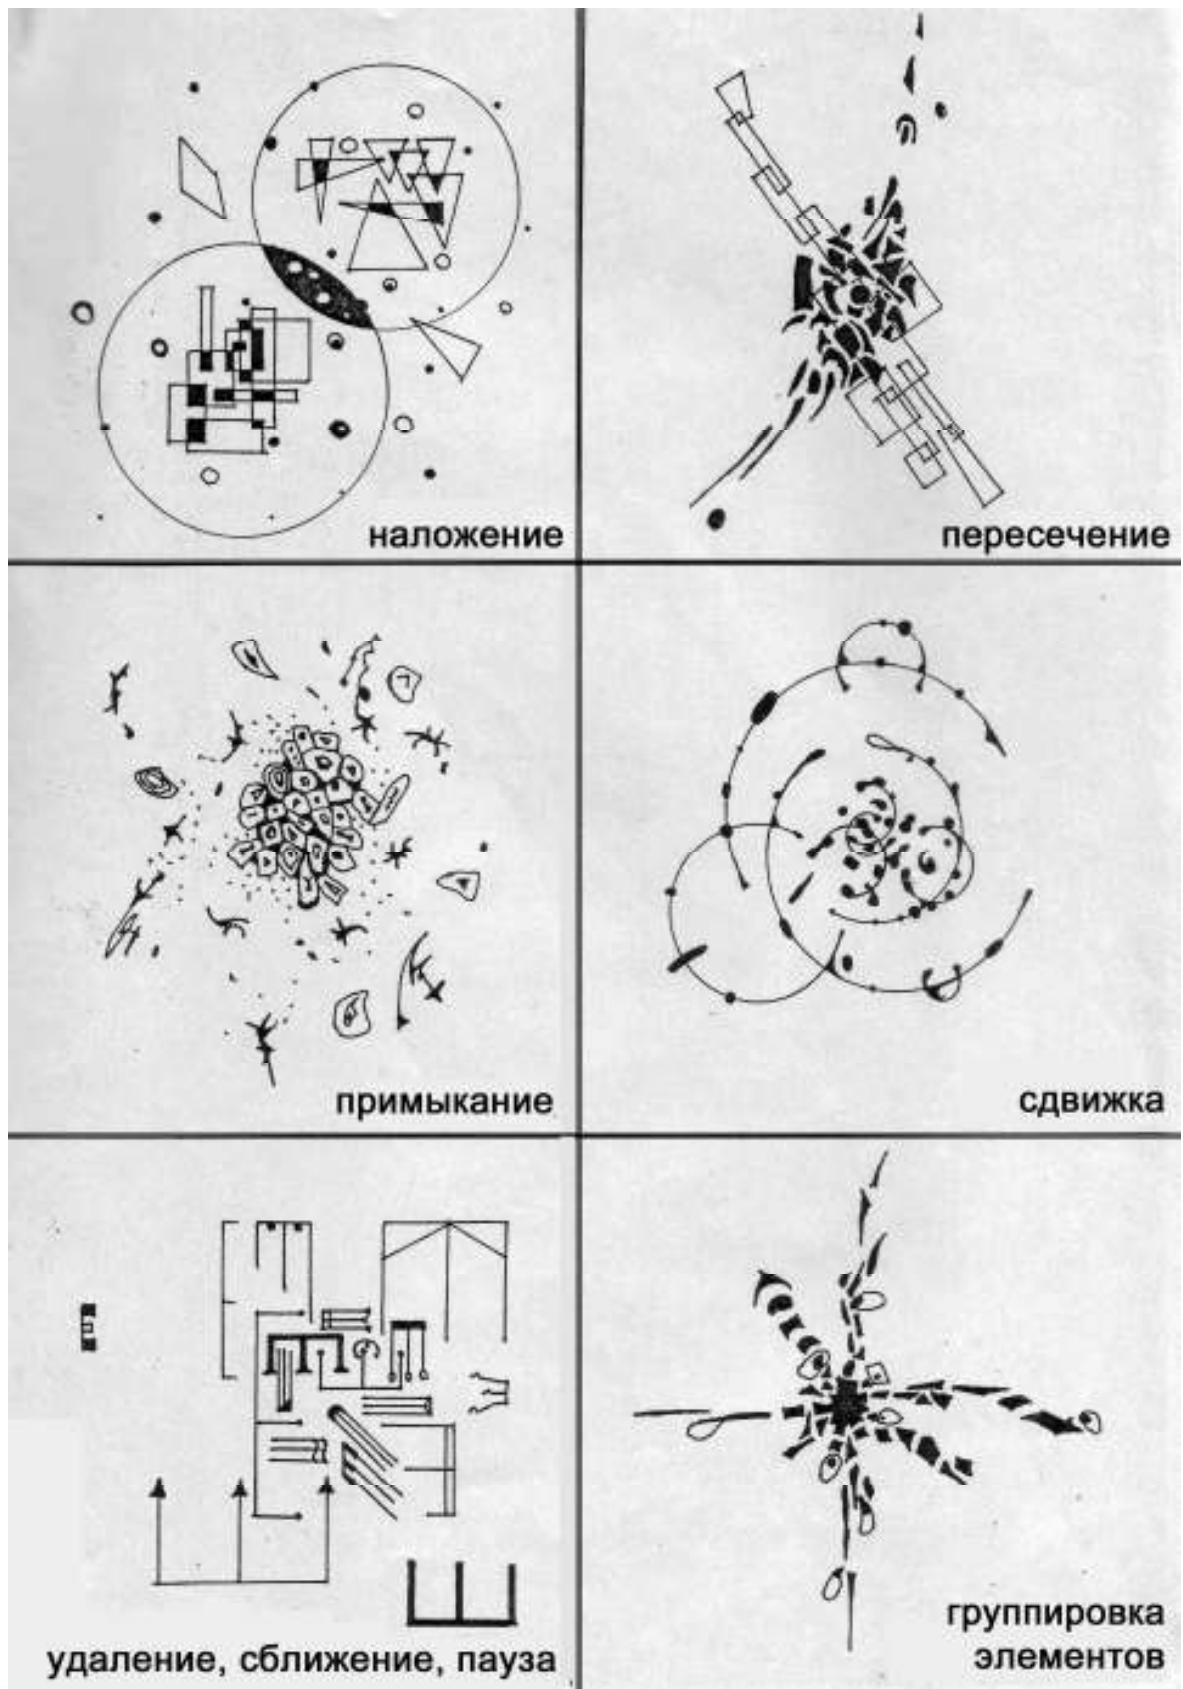 наложение
пересечение
примыкание
сдвижка
удаление, сближение, пауза
группировка
элементов